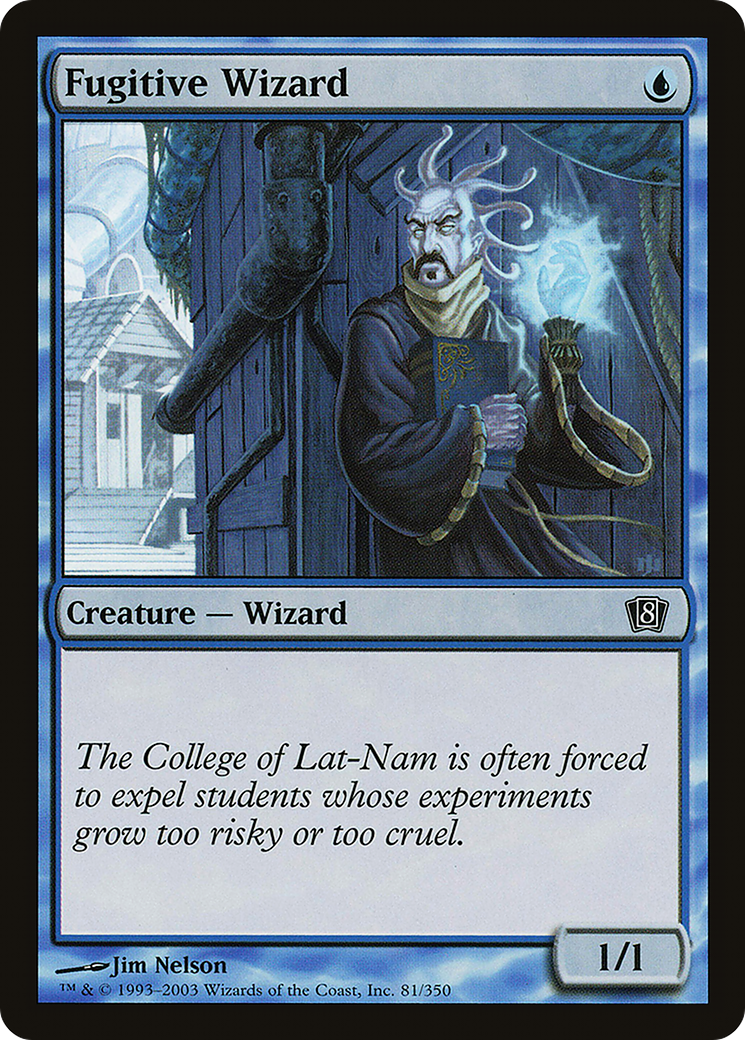 Fugitive Wizard
Creature — Wizard
8
The College of Lat-Nam is often forced
to expel students whose experiments
grow too risky or too cruel.
1/1
Jim Nelson
™ & © 1993–2003 Wizards of the Coast, Inc. 81/350